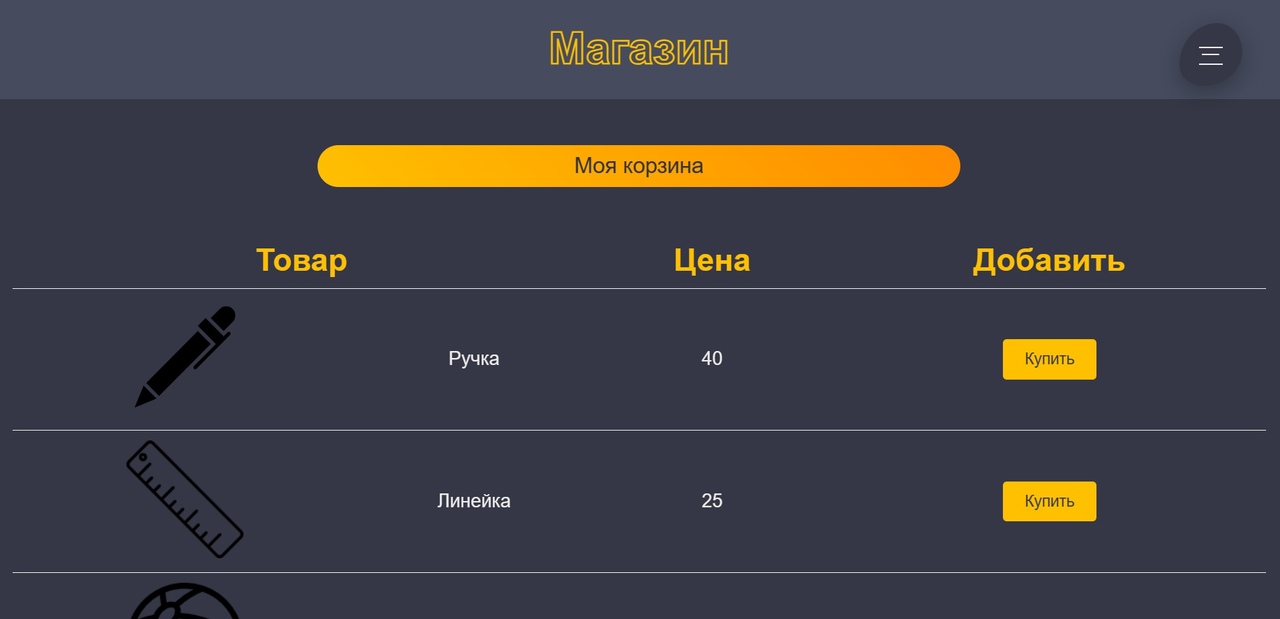 Магазин
Моя корзина
Товар Цена Добавить
Ручка 40 Купить
Линейка 25 Купить